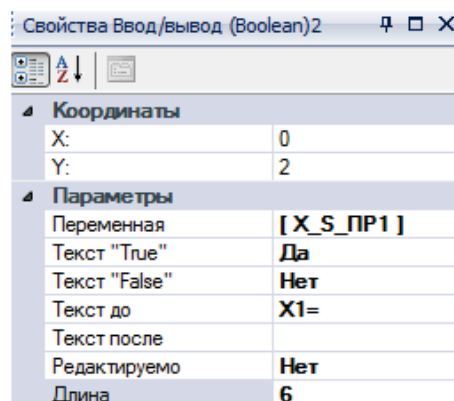 Свойства Ввод/вывод (Boolean)2
Координаты
X: 0
Y: 2
Параметры
Переменная [ X_S_ПР1 ]
Текст "True" Да
Текст "False" Нет
Текст до X1=
Текст после
Редактируемо Нет
Длина 6